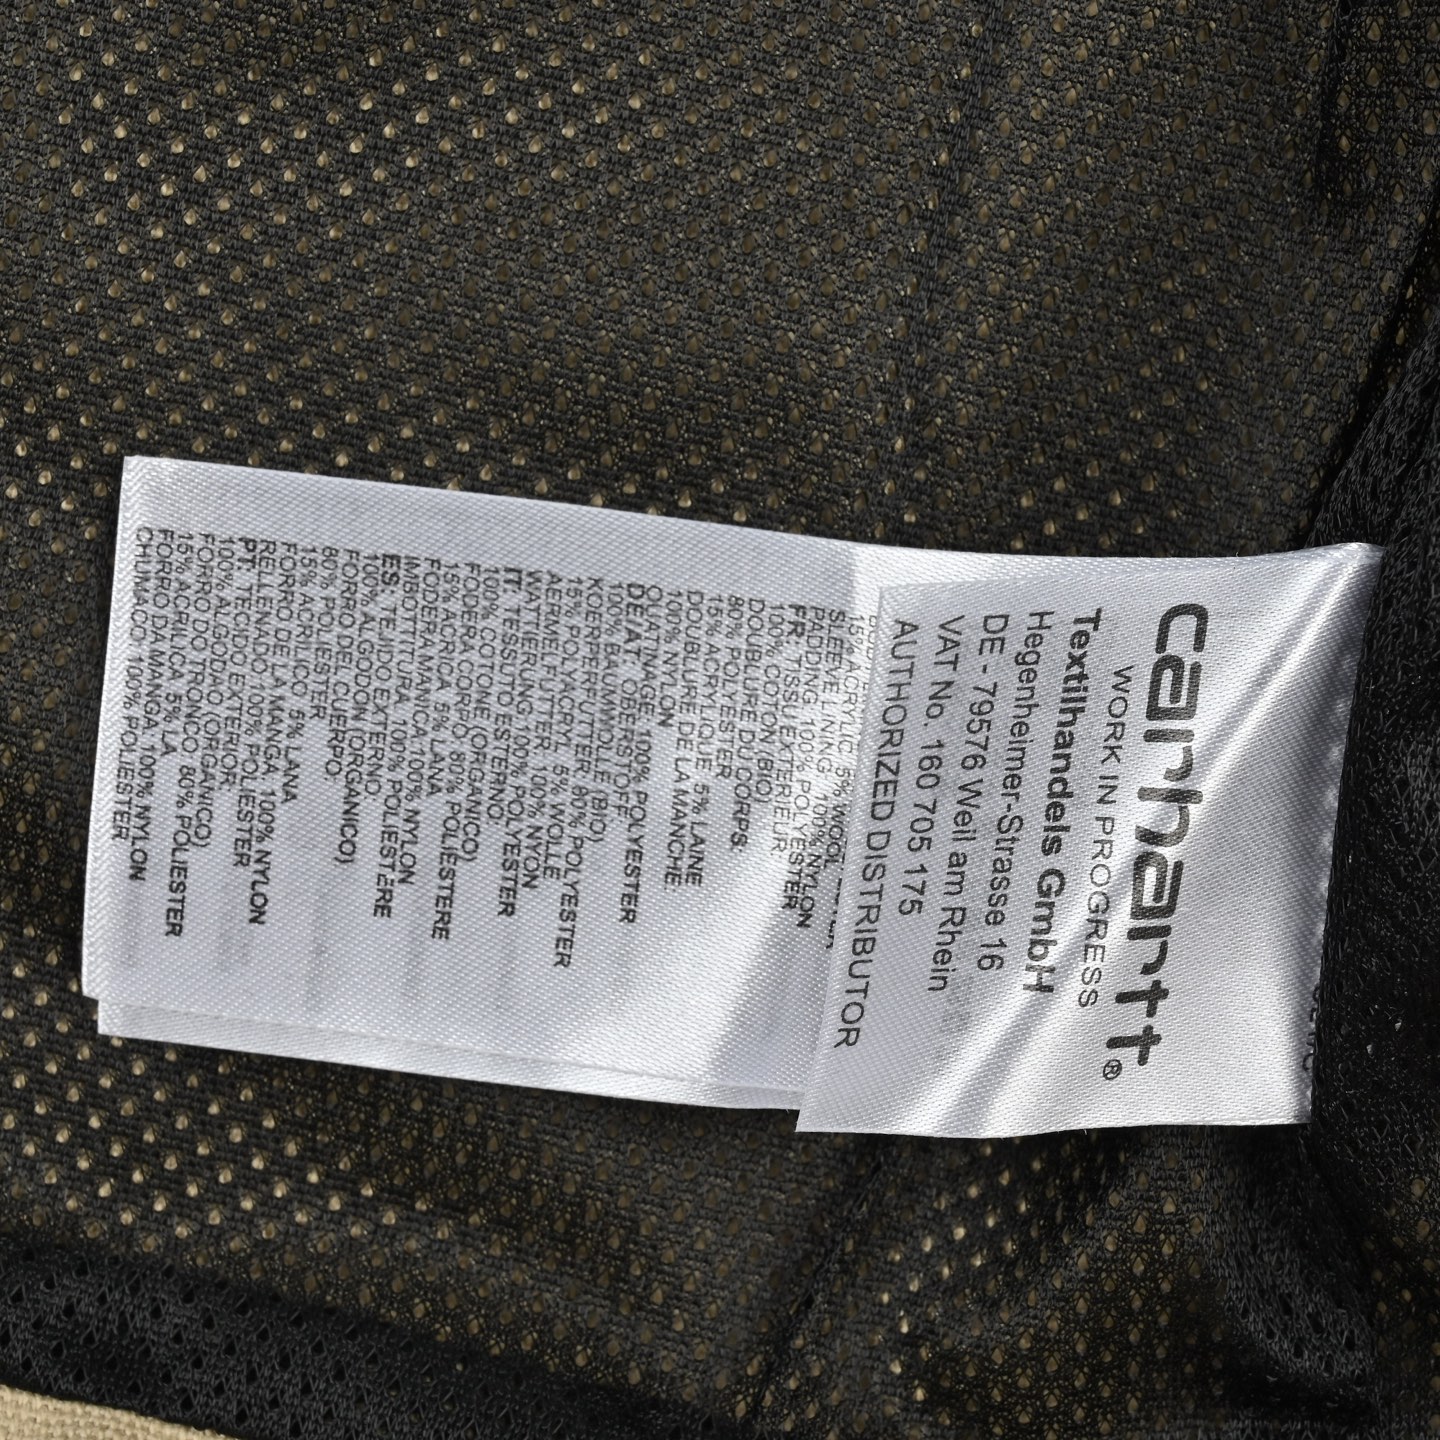 carhartt®
WORK IN PROGRESS
Textilhandels GmbH
Hegenheimer-Strasse 16
DE - 79576 Weil am Rhein
VAT No. 160 705 175
AUTHORIZED DISTRIBUTOR
15% ACRYLIC, 5% WOOL
SLEEVE LINING 100% NYLON
PADDING 100% POLYESTER
FR: TISSU EXTERIEUR:
100% COTON (BIO)
DOUBLURE DU CORPS:
80% POLYESTER
15% ACRYLIQUE, 5% LAINE
DOUBLURE DE LA MANCHE:
100% NYLON
OUATINAGE 100% POLYESTER
DE/AT: OBERSTOFF:
100% BAUMWOLLE (BIO)
KÖRPERFUTTER 80% POLYESTER
15% POLYACRYL, 5% WOLLE
AERMELFUTTER 100% NYLON
WATTIERUNG 100% POLYESTER
IT: TESSUTO ESTERNO:
100% COTONE (ORGANICO)
FODERA CORPO 80% POLIESTERE
15% ACRICA 5% LANA
FODERA MANICA 100% NYLON
IMBOTTITURA 100% POLIESTERE
ES: TEJIDO EXTERNO:
100% ALGODON (ORGANICO)
FORRO DEL CUERPO:
80% POLIESTER
15% ACRILICO, 5% LANA
FORRO DE LA MANGA 100% NYLON
RELLENADO 100% POLIESTER
PT: TECIDO EXTERIOR:
100% ALGODAO (ORGANICO)
FORRO DO TRONCO 80% POLIESTER
15% ACRILICA, 5% LA
FORRO DA MANGA 100% NYLON
CHUMACO 100% POLIESTER